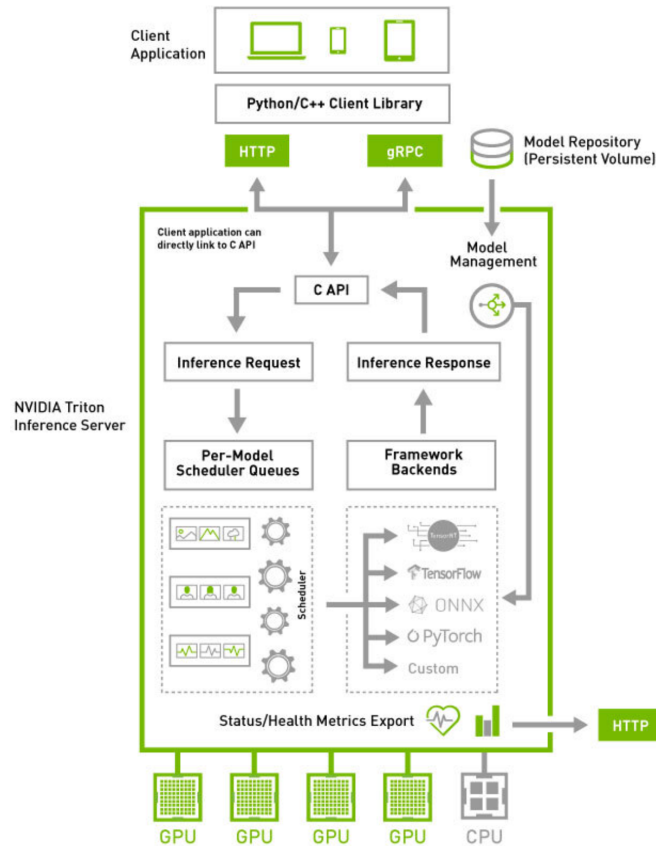 Client
Application
Python/C++ Client Library
HTTP
gRPC
Model Repository
(Persistent Volume)
Client application can
directly link to C API
Model
Management
C API
Inference Request
Inference Response
NVIDIA Triton
Inference Server
Per-Model
Scheduler Queues
Framework
Backends
Scheduler
TensorRT
TensorFlow
ONNX
PyTorch
Custom
Status/Health Metrics Export
HTTP
GPU
GPU
GPU
GPU
CPU